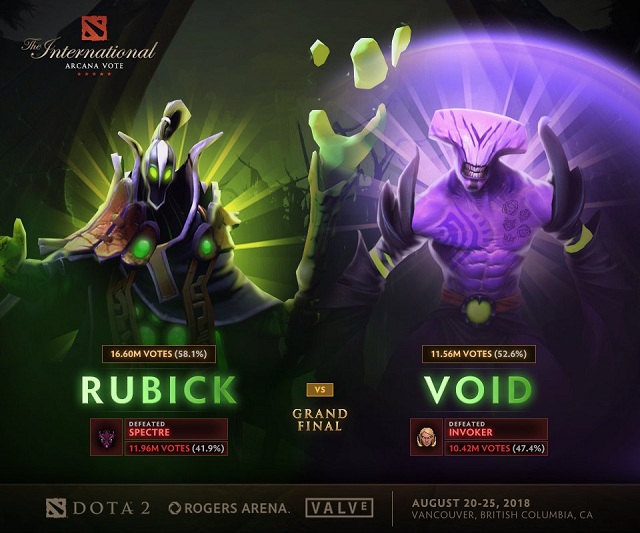 The International
ARCANA VOTE
16.60M VOTES (58.1%)
RUBICK
DEFEATED
SPECTRE
11.96M VOTES (41.9%)
VS
GRAND
FINAL
11.56M VOTES (52.6%)
VOID
DEFEATED
INVOKER
10.42M VOTES (47.4%)
DOTA 2
ROGERS ARENA.
VALVE
AUGUST 20-25, 2018
VANCOUVER, BRITISH COLUMBIA, CA